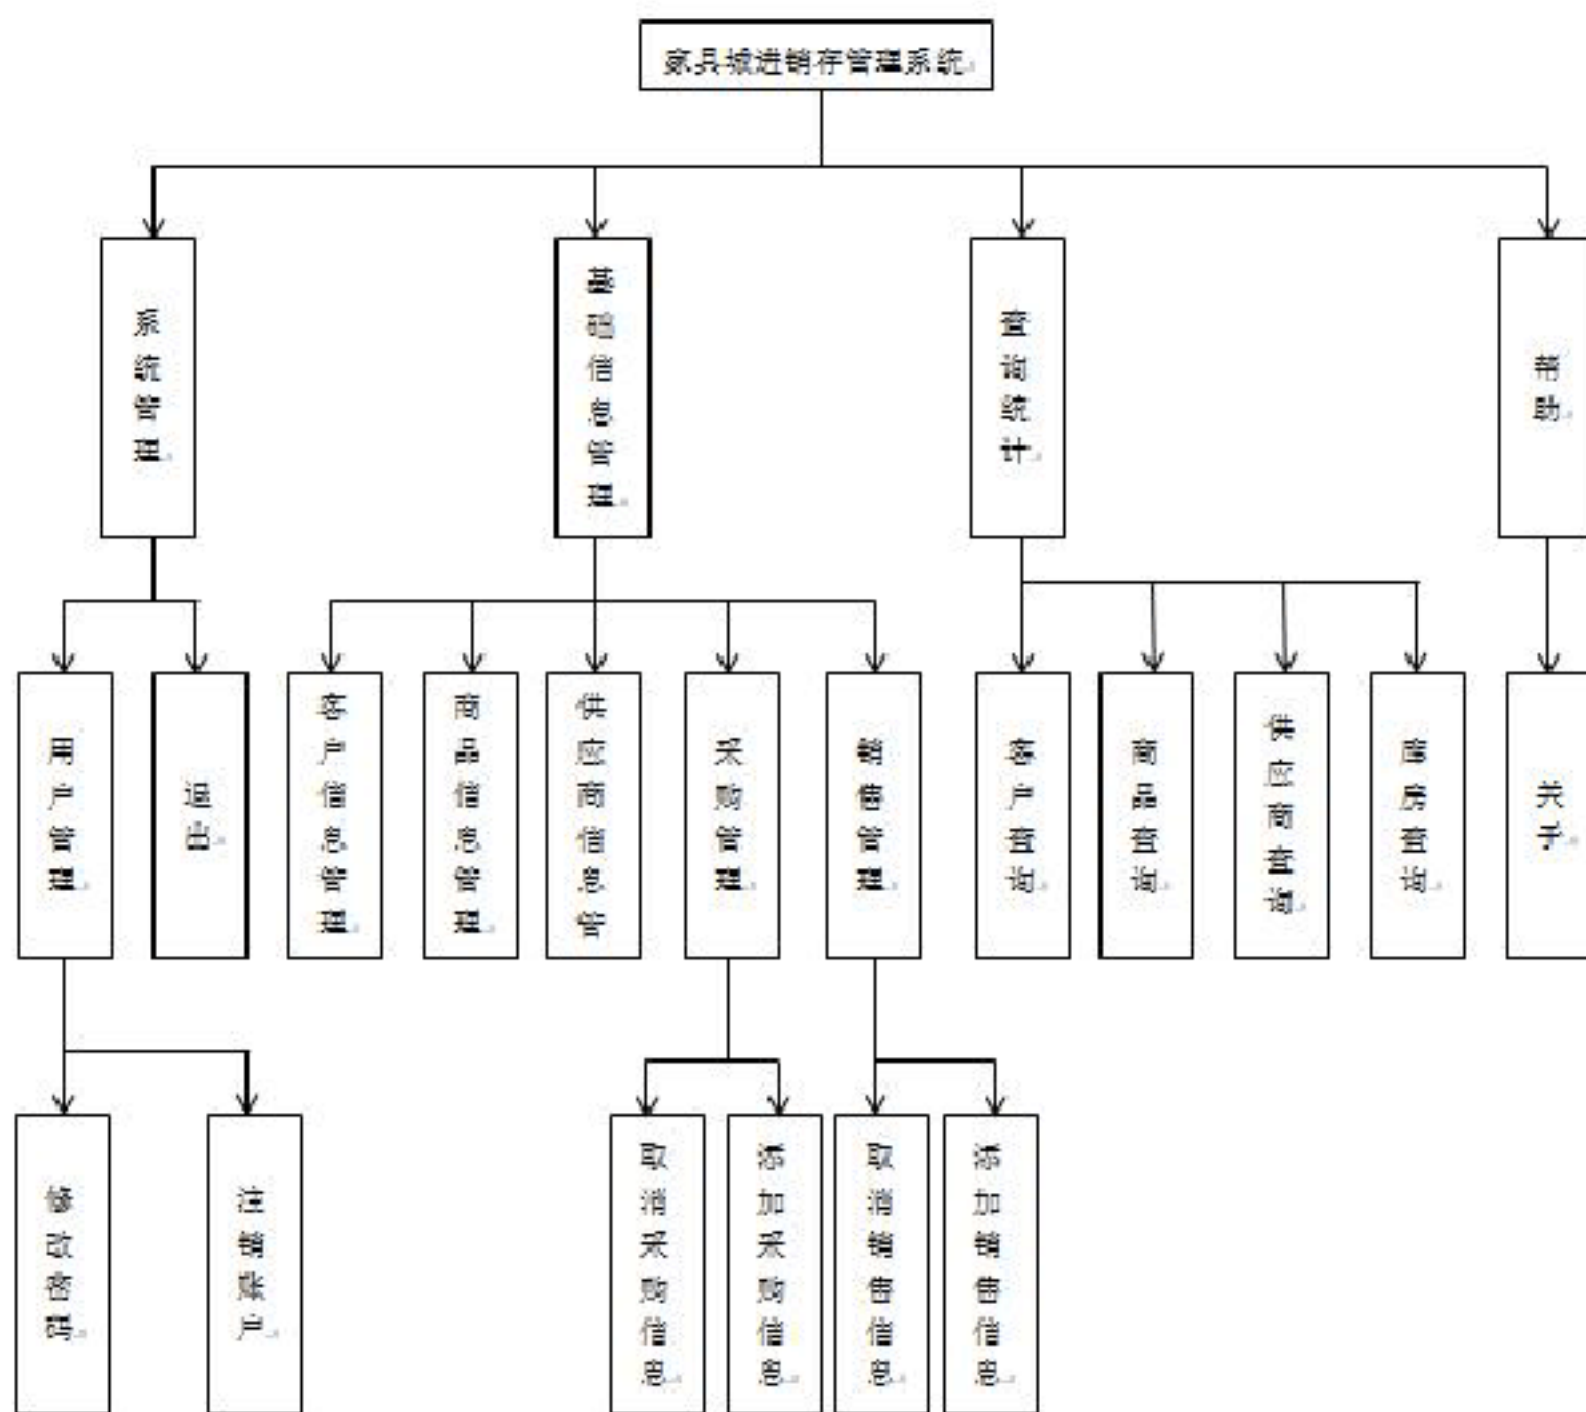 家具城进销存管理系统
系统管理
基础信息管理
查询统计
帮助
用户管理
退出
客户信息管理
商品信息管理
供应商信息管
采购管理
销售管理
客户查询
商品查询
供应商查询
销售查询
关于
修改密码
取消采购信息
添加采购信息
取消销售信息
添加销售信息